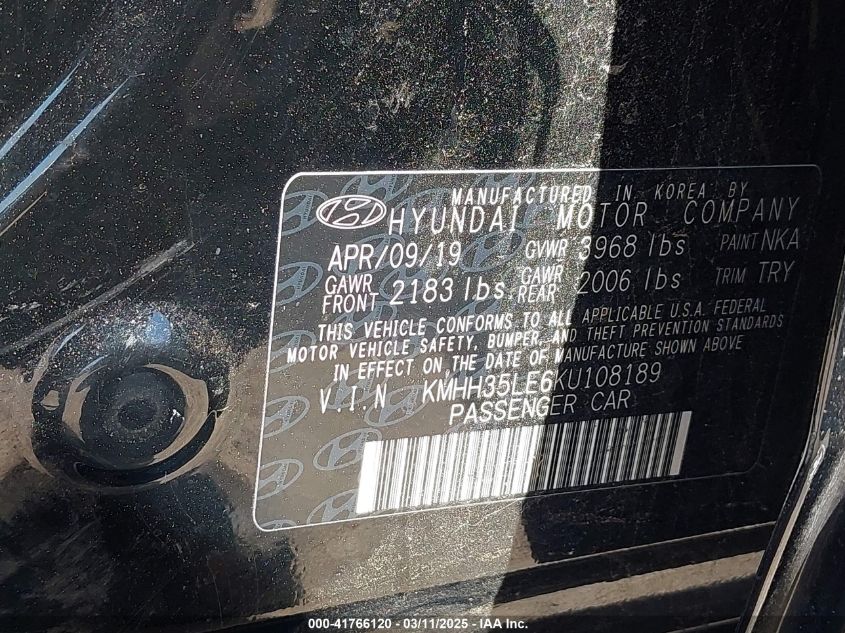 MANUFACTURED IN KOREA BY
HYUNDAI MOTOR COMPANY
APR/09/19 GVWR 3968 lbs PAINT NKA
GAWR FRONT 2183 lbs GAWR REAR 2006 lbs TRIM TRY
THIS VEHICLE CONFORMS TO ALL APPLICABLE U.S.A. FEDERAL
MOTOR VEHICLE SAFETY, BUMPER, AND THEFT PREVENTION STANDARDS
IN EFFECT ON THE DATE OF MANUFACTURE SHOWN ABOVE
V.I.N KMHH35LE6KU108189
PASSENGER CAR
000-41766120 - 03/11/2025 - IAA Inc.